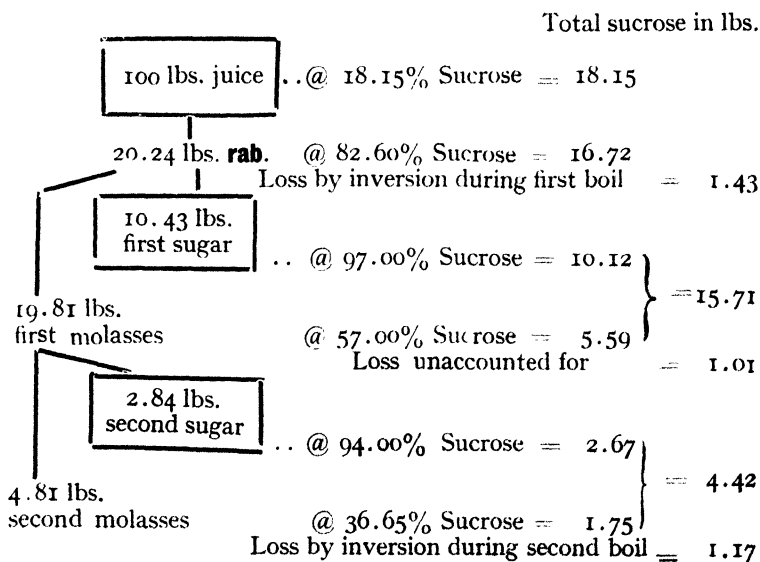 Total sucrose in lbs.
100 lbs. juice ..@ 18.15% Sucrose = 18.15
20.24 lbs. rab. @ 82.60% Sucrose = 16.72
Loss by inversion during first boil = 1.43
10.43 lbs.
first sugar
.. @ 97.00% Sucrose = 10.12
=15.71
19.81 lbs.
first molasses
@ 57.00% Sucrose = 5.59
Loss unaccounted for = 1.01
2.84 lbs.
second sugar
.. @ 94.00% Sucrose = 2.67
= 4.42
4.81 lbs.
second molasses
@ 36.65% Sucrose = 1.75
Loss by inversion during second boil = 1.17